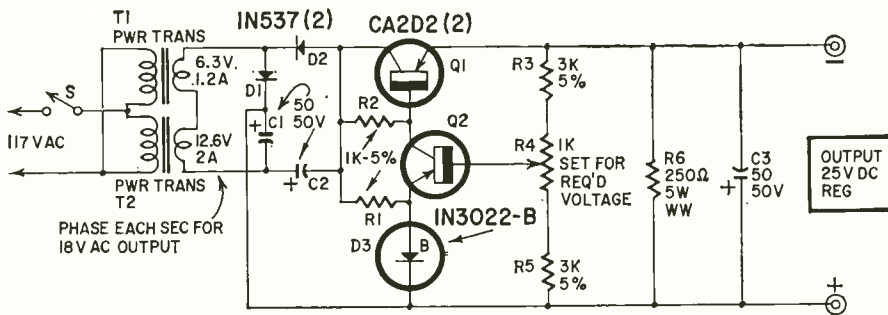 T1
PWR TRANS
6.3V
1.2A
12.6V
2A
PWR TRANS
T2
S
117 VAC
PHASE EACH SEC FOR
18V AC OUTPUT
IN537 (2)
D2
D1
+
C1
50
50V
+
C2
CA2D2 (2)
Q1
R2
Q2
1K-5%
R1
IN3022-B
D3
B
R3
3K
5%
R4
1K
SET FOR
REQ'D
VOLTAGE
R5
3K
5%
R6
250Ω
5W
WW
C3
50
50V
+
−
+
OUTPUT
25V DC
REG